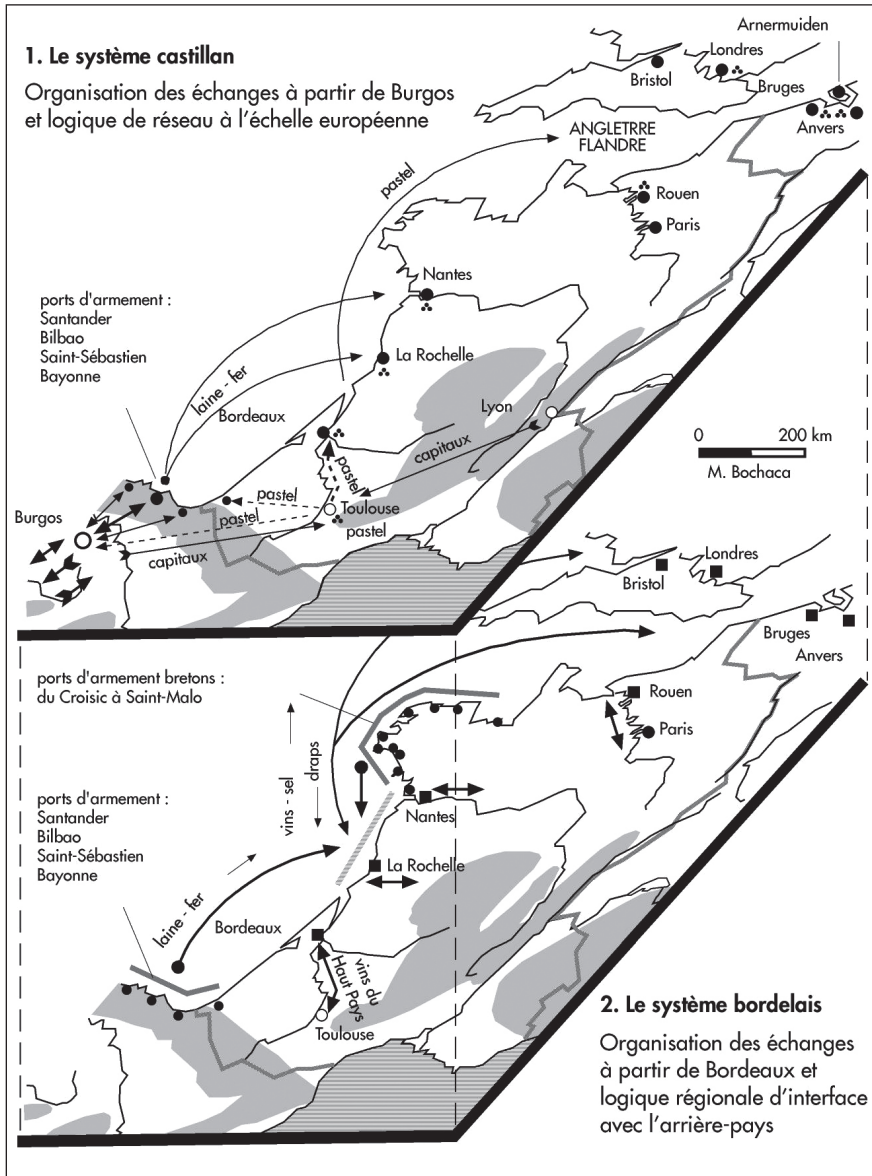 1. Le système castillan
Organisation des échanges à partir de Burgos
et logique de réseau à l'échelle européenne
Arnermuiden
Londres
Bristol
Bruges
Anvers
ANGLETRRE
FLANDRE
pastel
Rouen
Paris
Nantes
ports d'armement :
Santander
Bilbao
Saint-Sébastien
Bayonne
laine - fer
La Rochelle
Bordeaux
Lyon
capitaux
0 200 km
M. Bochaca
pastel
pastel
Toulouse
Burgos
pastel
pastel
capitaux
Londres
Bristol
Bruges
Anvers
ports d'armement bretons :
du Croisic à Saint-Malo
Rouen
Paris
vins - sel
draps
ports d'armement :
Santander
Bilbao
Saint-Sébastien
Bayonne
Nantes
La Rochelle
laine - fer
Bordeaux
vins du
Haut Pays
Toulouse
2. Le système bordelais
Organisation des échanges
à partir de Bordeaux et
logique régionale d'interface
avec l'arrière-pays